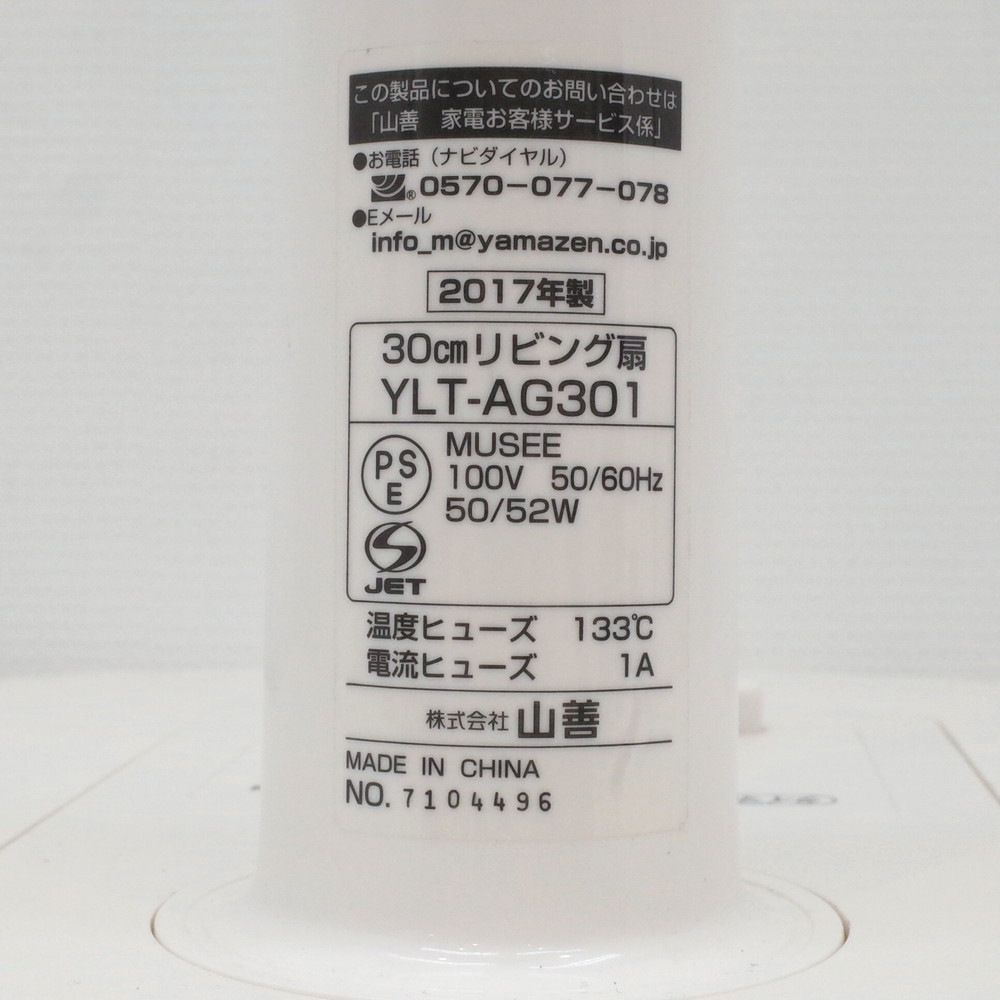 この製品についてのお問い合わせは
「山善　家電お客様サービス係」
●お電話（ナビダイヤル）
®0570-077-078
●Eメール
info_m@yamazen.co.jp
2017年製
30cmリビング扇
YLT-AG301
PSE
MUSEE
100V 50/60Hz
50/52W
JET
温度ヒューズ 133℃
電流ヒューズ 1A
株式会社 山善
MADE IN CHINA
NO. 7104496